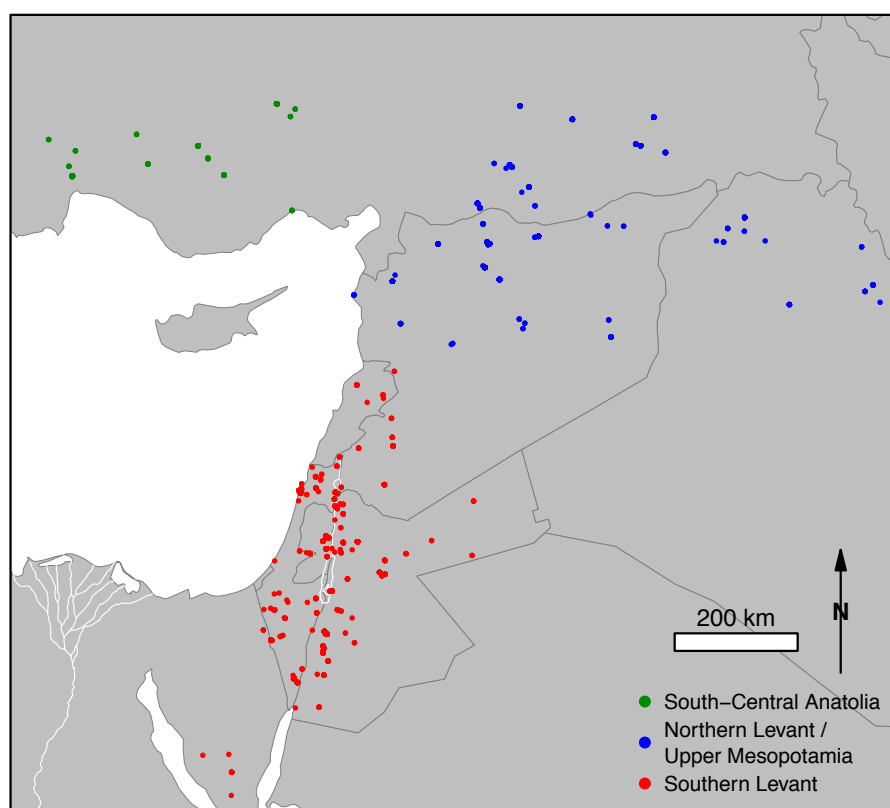 N
200 km
South−Central Anatolia
Northern Levant /
Upper Mesopotamia
Southern Levant